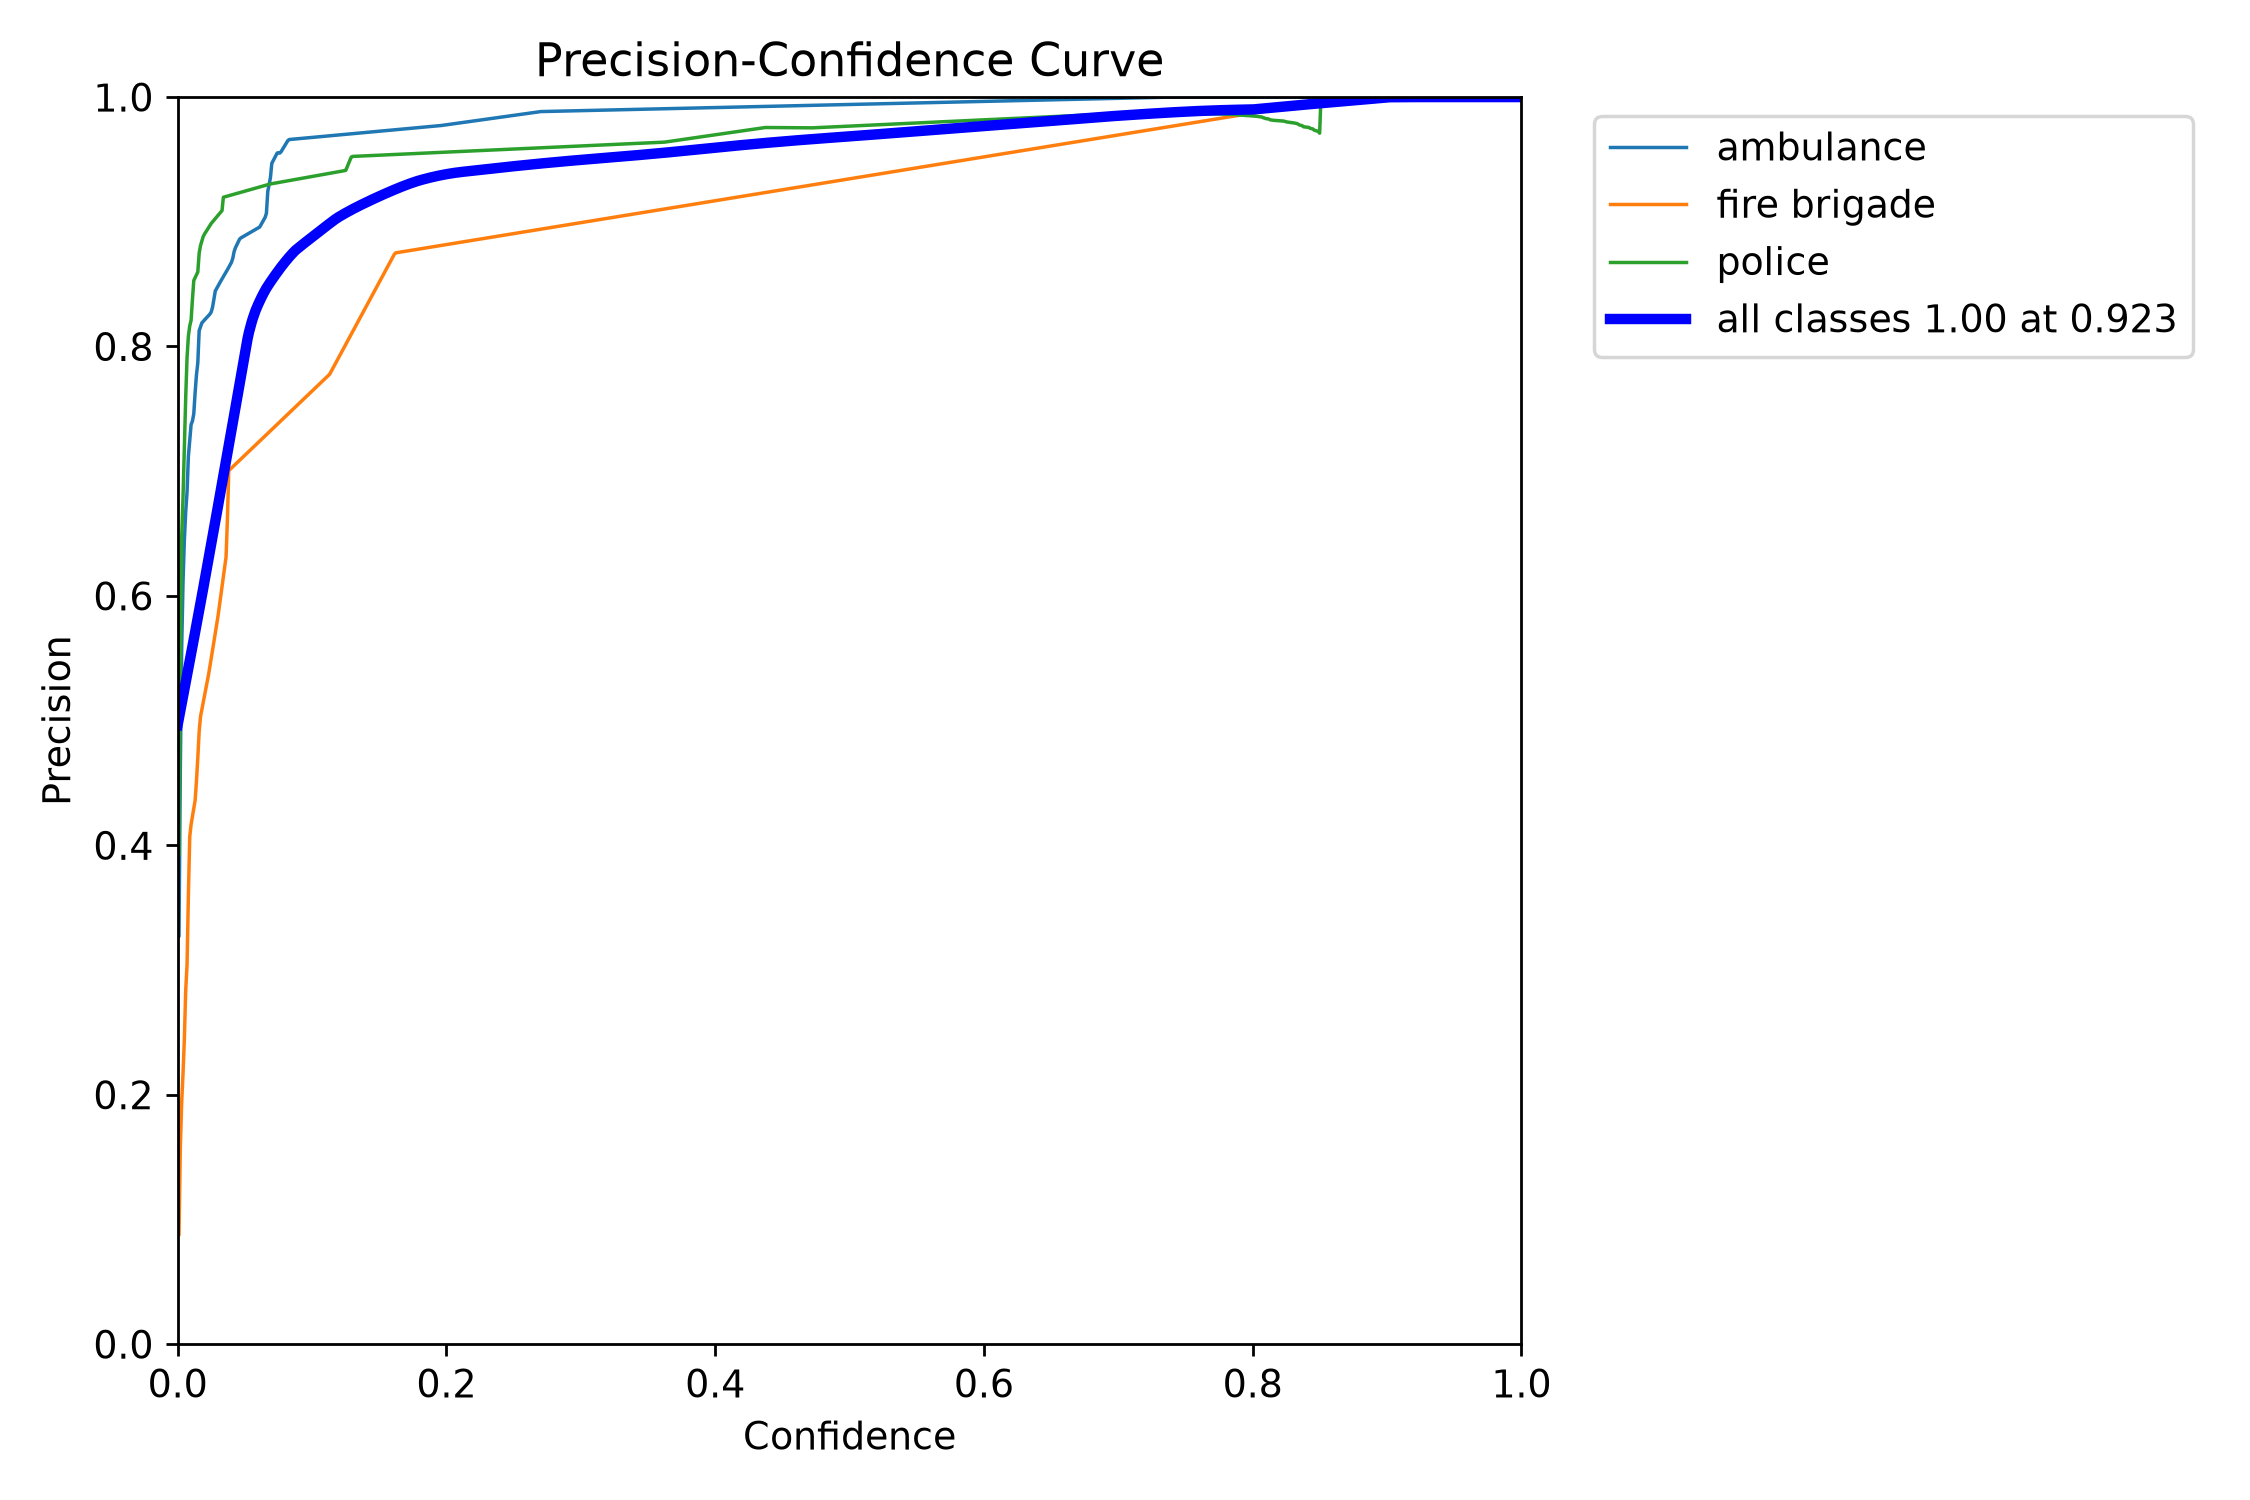 Precision-Confidence Curve
1.0
0.8
0.6
0.4
0.2
0.0
Precision
0.0 0.2 0.4 0.6 0.8 1.0
Confidence
ambulance
fire brigade
police
all classes 1.00 at 0.923